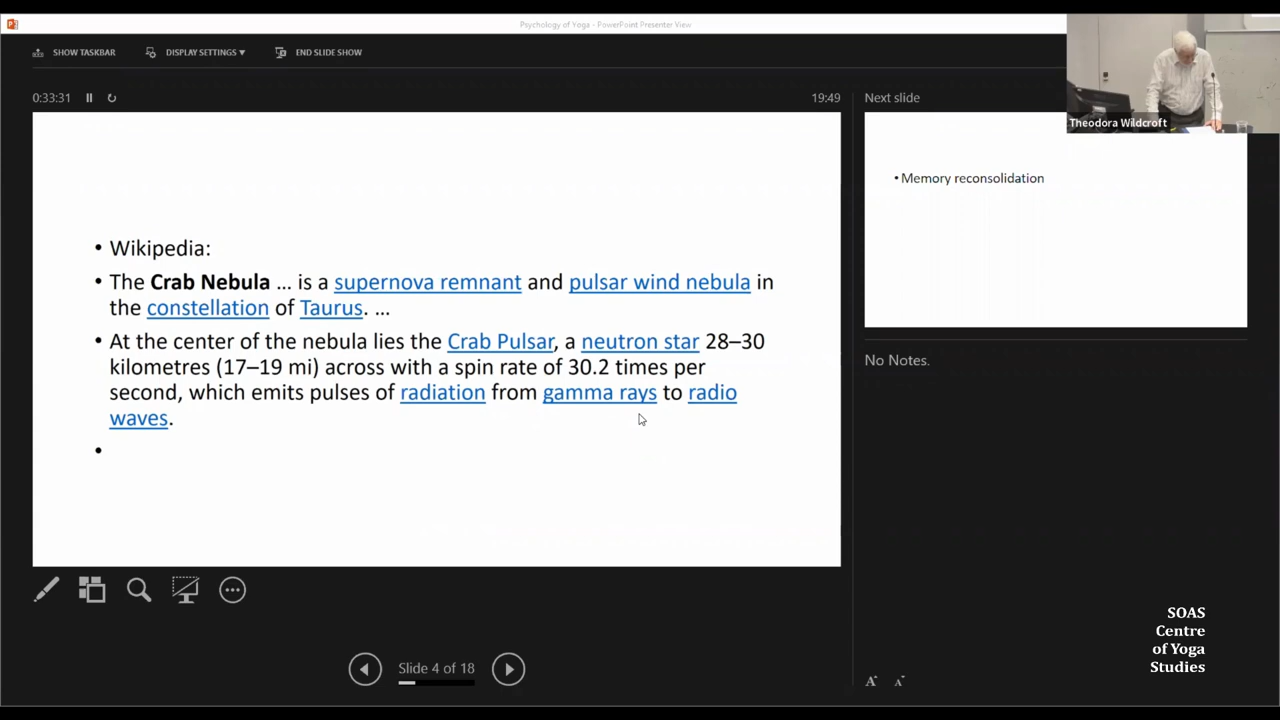 Psychology of Yoga - PowerPoint Presenter View
SHOW TASKBAR
DISPLAY SETTINGS ▼
END SLIDE SHOW
0:33:31
19:49
• Wikipedia:
• The Crab Nebula ... is a supernova remnant and pulsar wind nebula in
the constellation of Taurus. ...
• At the center of the nebula lies the Crab Pulsar, a neutron star 28–30
kilometres (17–19 mi) across with a spin rate of 30.2 times per
second, which emits pulses of radiation from gamma rays to radio
waves.
•
Slide 4 of 18
Next slide
Theodora Wildcroft
• Memory reconsolidation
No Notes.
SOAS
Centre
of Yoga
Studies
A
A